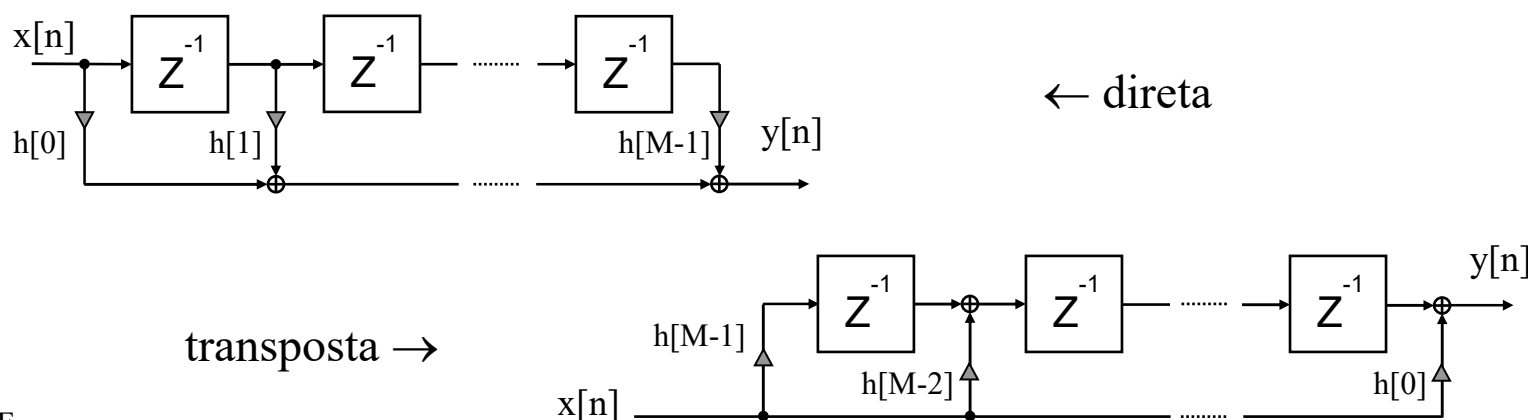 x[n]
Z-1
Z-1
Z-1
← direta
h[0]
h[1]
h[M-1]
y[n]
y[n]
Z-1
Z-1
Z-1
transposta →
h[M-1]
h[M-2]
h[0]
x[n]